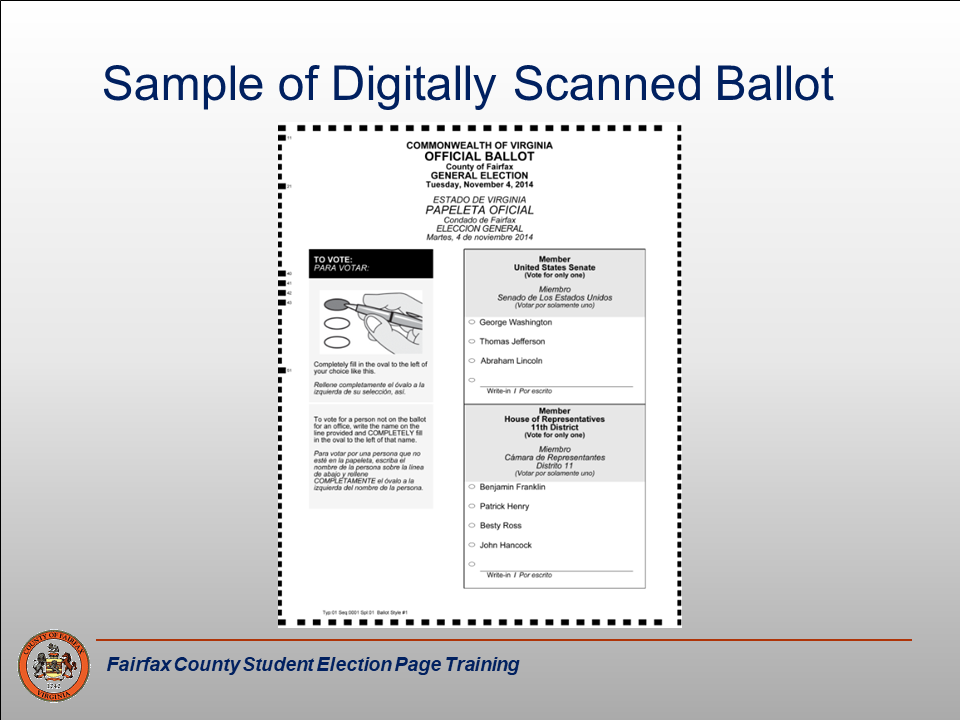 Sample of Digitally Scanned Ballot
11
21
COMMONWEALTH OF VIRGINIA
OFFICIAL BALLOT
County of Fairfax
GENERAL ELECTION
Tuesday, November 4, 2014
ESTADO DE VIRGINIA
PAPELETA OFICIAL
Condado de Fairfax
ELECCION GENERAL
Martes, 4 de noviembre 2014
40
41
42
45
51
TO VOTE:
PARA VOTAR:
Completely fill in the oval to the left of
your choice like this.
Rellene completamente el óvalo a la
izquierda de su selección, así.
To vote for a person not on the ballot
for an office, write the name on the
line provided and COMPLETELY fill
in the oval to the left of that name.
Para votar por una persona que no
esté en la papeleta, escriba el
nombre de la persona sobre la línea
de abajo y rellene
COMPLETAMENTE el óvalo a la
izquierda del nombre de la persona.
Member
United States Senate
(Vote for only one)
Miembro
Senado de Los Estados Unidos
(Votar por solamente uno)
George Washington
Thomas Jefferson
Abraham Lincoln
Write-in / Por escrito
Member
House of Representatives
11th District
(Vote for only one)
Miembro
Cámara de Representantes
Distrito 11
(Votar por solamente uno)
Benjamin Franklin
Patrick Henry
Besty Ross
John Hancock
Write-in / Por escrito
Typ:01 Seq:0001 Spl:01 Ballot Style #1
COUNTY OF FAIRFAX
1742
VIRGINIA
Fairfax County Student Election Page Training